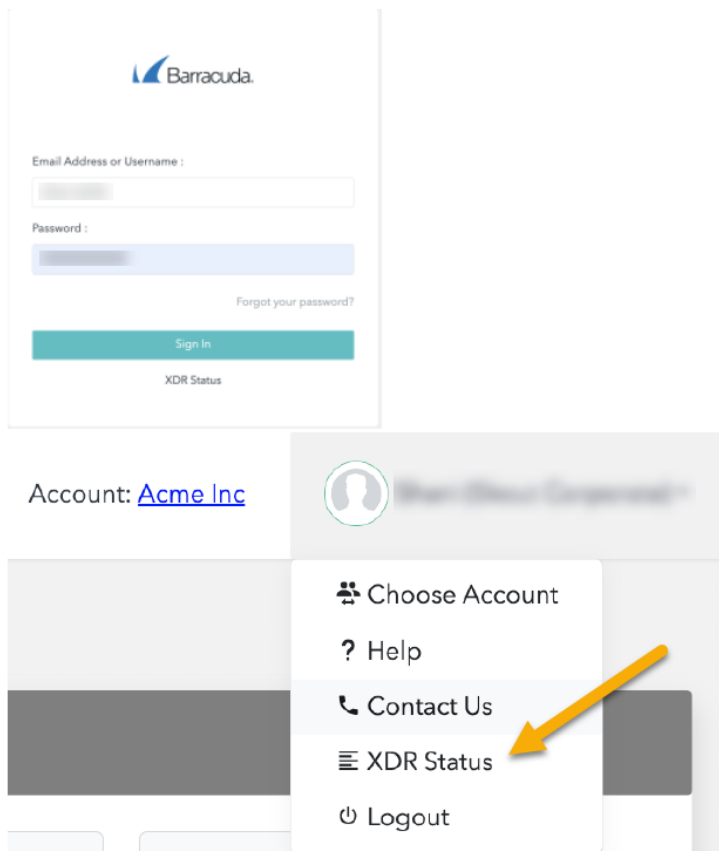 Barracuda.
Email Address or Username :
Password :
Forgot your password?
Sign In
XDR Status
Account: Acme Inc
Choose Account
? Help
Contact Us
XDR Status
Logout